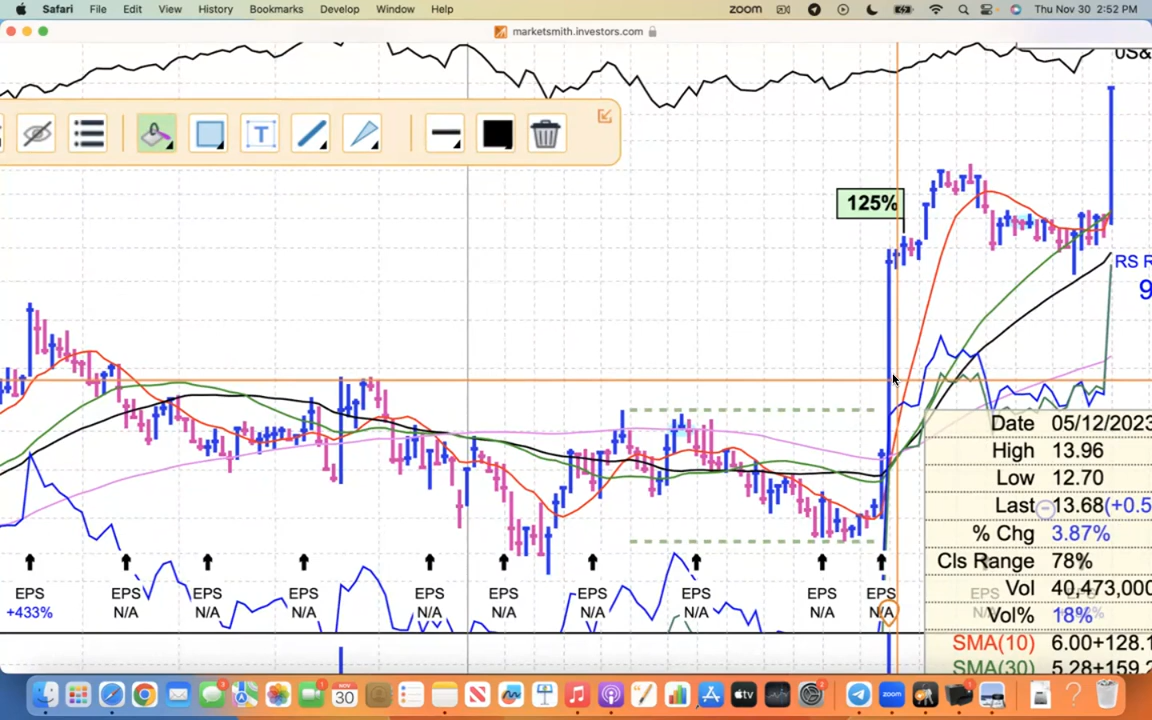 Safari File Edit View History Bookmarks Develop Window Help zoom Thu Nov 30 2:52 PM
marketsmith.investors.com
US&
T
125%
RS R
9
Date 05/12/2023
High 13.96
Low 12.70
Last 13.68(+0.5
% Chg 3.87%
Cls Range 78%
Vol 40,473,000
Vol% 18%
SMA(10) 6.00+128.1
SMA(30) 5.28+159.2
EPS EPS EPS EPS EPS EPS EPS EPS EPS EPS EPS
+433% N/A N/A N/A N/A N/A N/A N/A N/A N/A
NOV
30
tv
zoom